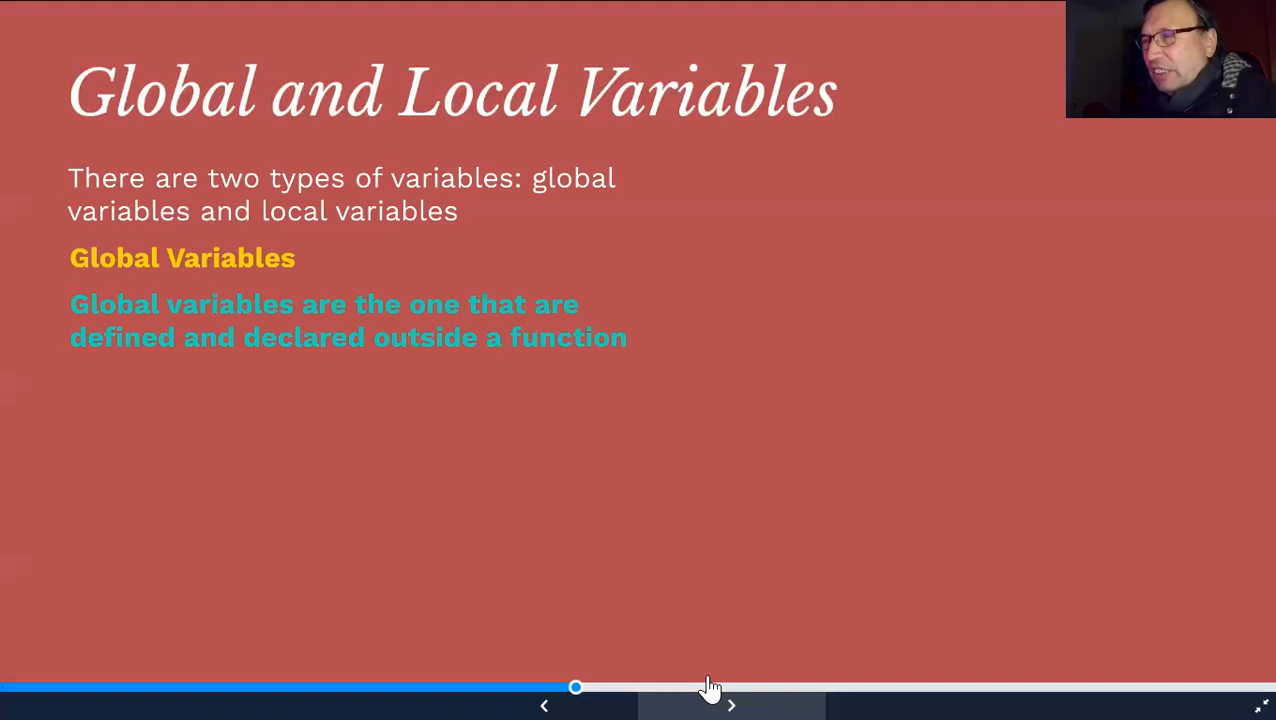 Global and Local Variables
There are two types of variables: global
variables and local variables
Global Variables
Global variables are the one that are
defined and declared outside a function